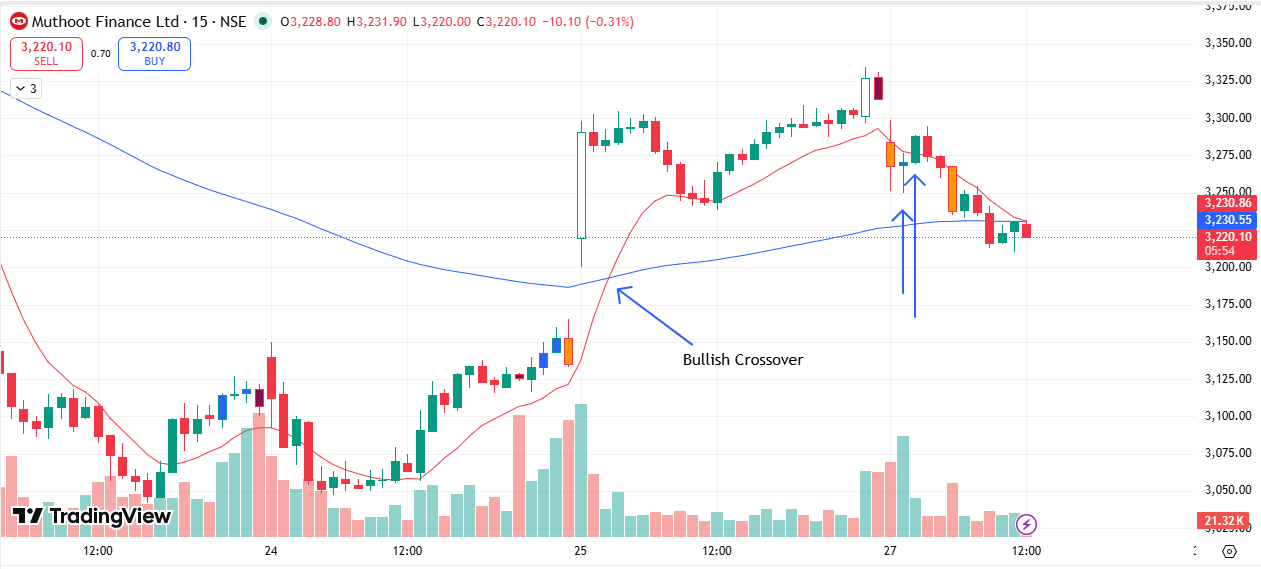 Muthoot Finance Ltd · 15 · NSE O3,228.80 H3,231.90 L3,220.00 C3,220.10 −10.10 (−0.31%)
3,220.10 SELL
0.70
3,220.80 BUY
3
3,375.00
3,350.00
3,325.00
3,300.00
3,275.00
3,250.00
3,230.86
3,230.55
3,220.10
05:54
3,200.00
3,175.00
3,150.00
Bullish Crossover
3,125.00
3,100.00
3,075.00
3,050.00
TradingView
21.32 K
3,025.00
12:00 24 12:00 25 12:00 27 12:00